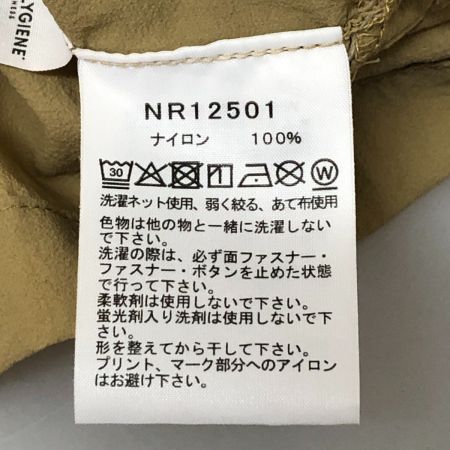 YGIENE
NR12501
ナイロン 100%
30
W
洗濯ネット使用、弱く絞る、あて布使用
色物は他の物と一緒に洗濯しない
で下さい。
洗濯の際は、必ず面ファスナー・
ファスナー・ボタンを止めた状態
で行って下さい。
柔軟剤は使用しないで下さい。
蛍光剤入り洗剤は使用しないで
下さい。
形を整えてから干して下さい。
プリント、マーク部分へのアイロン
はお避け下さい。